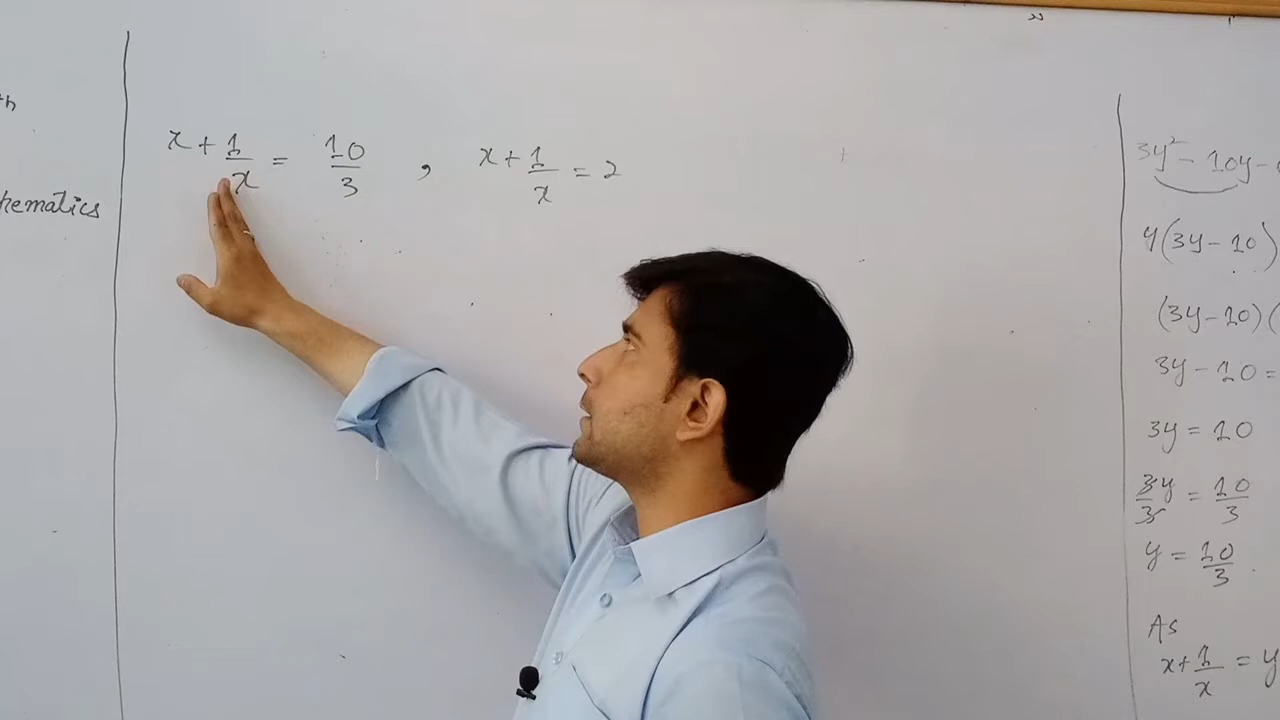 hematics
x + 1/x = 10/3 , x + 1/x = 2
3y² - 10y -
y(3y - 10)
(3y - 10)(
3y - 10 =
3y = 10
3y/3 = 10/3
y = 10/3
As
x + 1/x = y